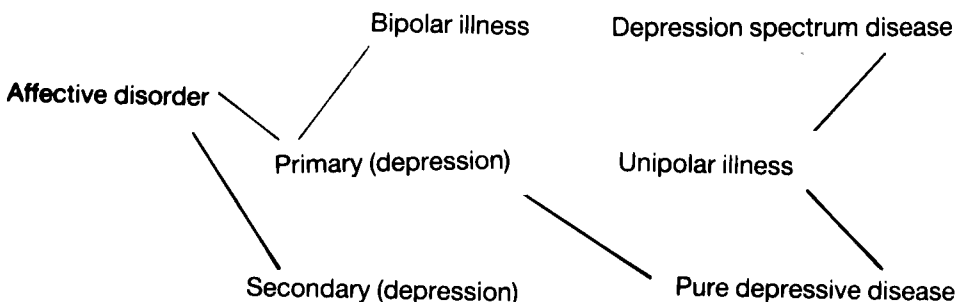 Bipolar illness
Depression spectrum disease
Affective disorder
Primary (depression)
Unipolar illness
Secondary (depression)
Pure depressive disease